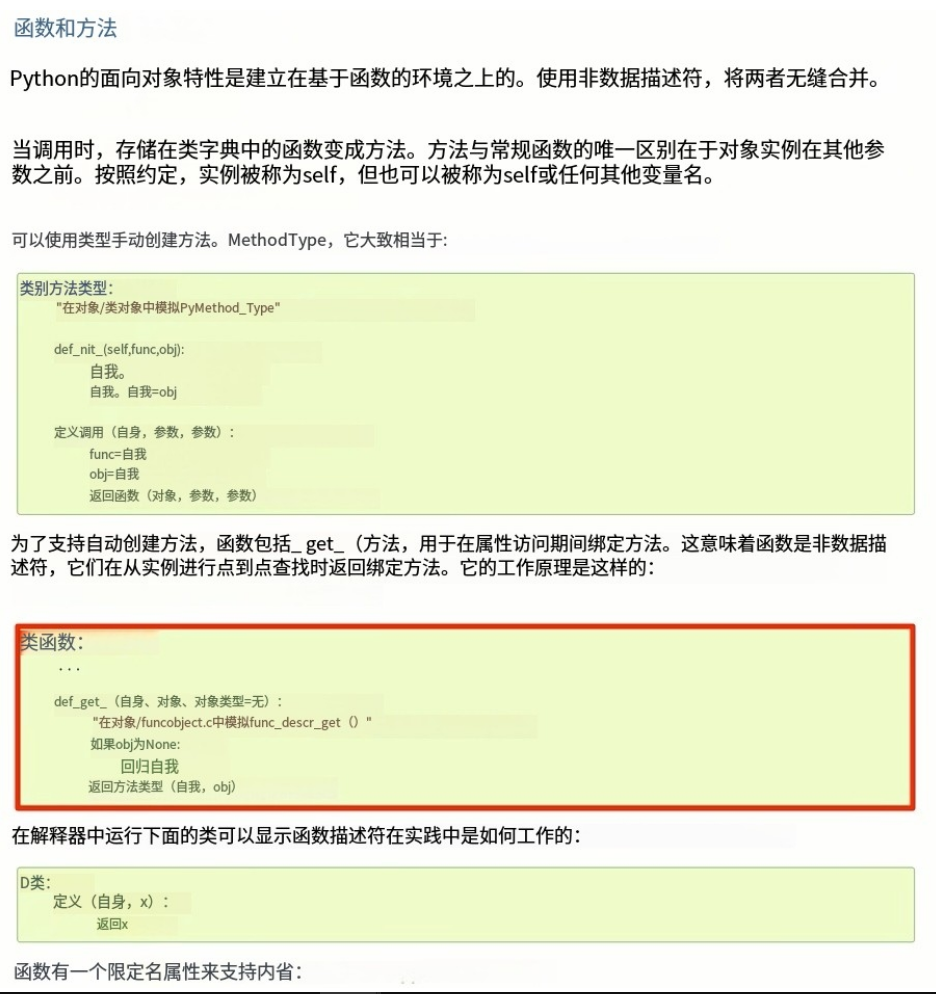 函数和方法
Python的面向对象特性是建立在基于函数的环境之上的。使用非数据描述符，将两者无缝合并。
当调用时，存储在类字典中的函数变成方法。方法与常规函数的唯一区别在于对象实例在其他参
数之前。按照约定，实例被称为self，但也可以被称为self或任何其他变量名。
可以使用类型手动创建方法。MethodType，它大致相当于:
类别方法类型：
"在对象/类对象中模拟PyMethod_Type"
def_nit_(self,func,obj):
自我。
自我。自我=obj
定义调用（自身，参数，参数）：
func=自我
obj=自我
返回函数（对象，参数，参数）
为了支持自动创建方法，函数包括_ get_（方法，用于在属性访问期间绑定方法。这意味着函数是非数据描
述符，它们在从实例进行点到点查找时返回绑定方法。它的工作原理是这样的：
类函数：
...
def_get_（自身、对象、对象类型=无）：
"在对象/funcobject.c中模拟func_descr_get（）"
如果obj为None:
回归自我
返回方法类型（自我，obj）
在解释器中运行下面的类可以显示函数描述符在实践中是如何工作的：
D类：
定义（自身，x）：
返回x
函数有一个限定名属性来支持内省：